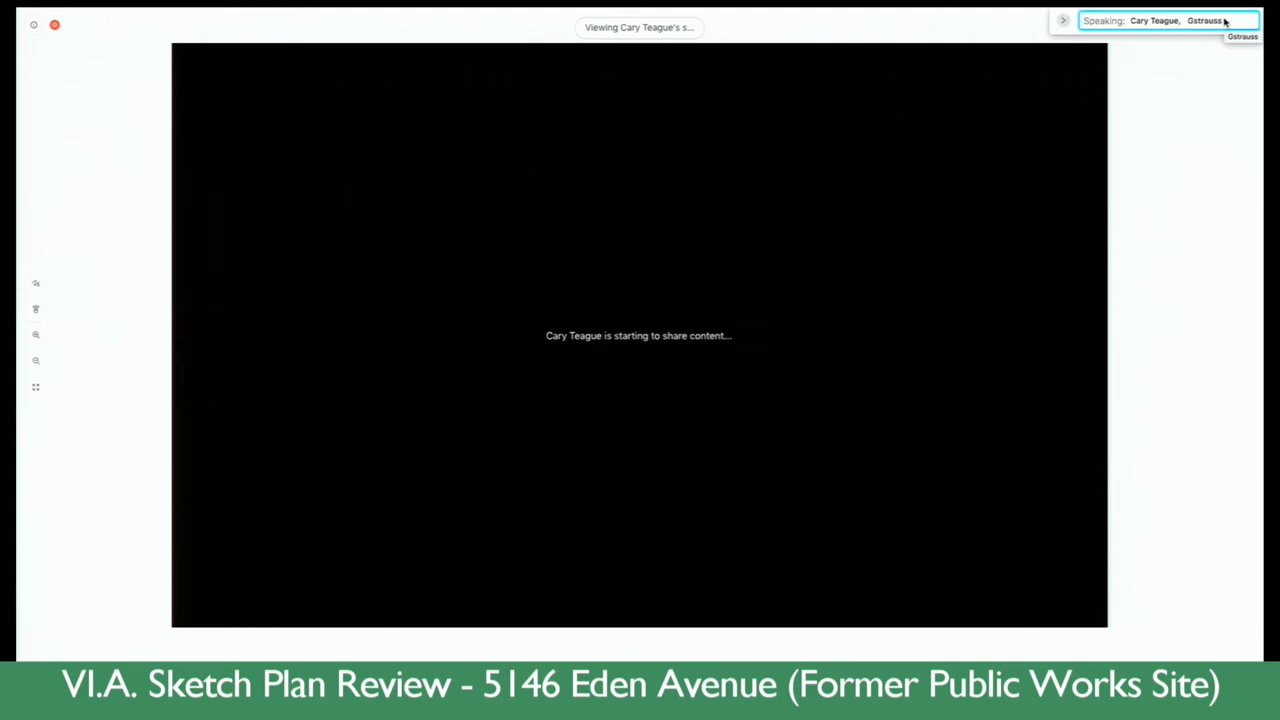 Viewing Cary Teague's s...
Speaking: Cary Teague, Gstrauss
Gstrauss
Cary Teague is starting to share content...
VI.A. Sketch Plan Review - 5146 Eden Avenue (Former Public Works Site)